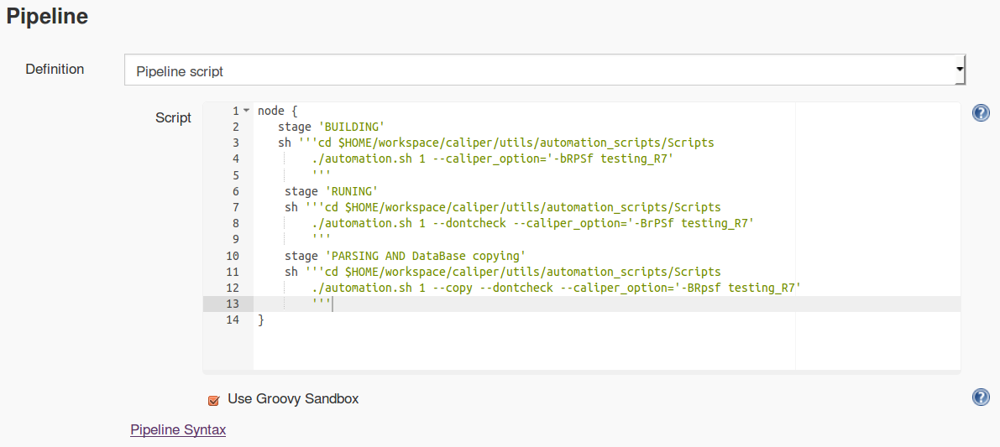 Pipeline
Definition
Pipeline script
Script
1 node {
2 stage 'BUILDING'
3 sh '''cd $HOME/workspace/caliper/utils/automation_scripts/Scripts
4 ./automation.sh 1 --caliper_option='-bRPSf testing_R7'
5 '''
6 stage 'RUNING'
7 sh '''cd $HOME/workspace/caliper/utils/automation_scripts/Scripts
8 ./automation.sh 1 --dontcheck --caliper_option='-BrPSf testing_R7'
9 '''
10 stage 'PARSING AND DataBase copying'
11 sh '''cd $HOME/workspace/caliper/utils/automation_scripts/Scripts
12 ./automation.sh 1 --copy --dontcheck --caliper_option='-BRpsf testing_R7'
13 '''
14 }
Use Groovy Sandbox
Pipeline Syntax